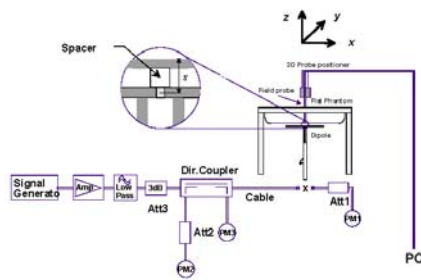 z
y
x
Spacer
s
3D Probe positioner
Field probe
Flat Phantom
Dipole
Dir.Coupler
Signal
Generato
Amp
Low
Pass
3dB
Cable
x
Att1
Att3
Att2
PM3
PM1
PM2
PC